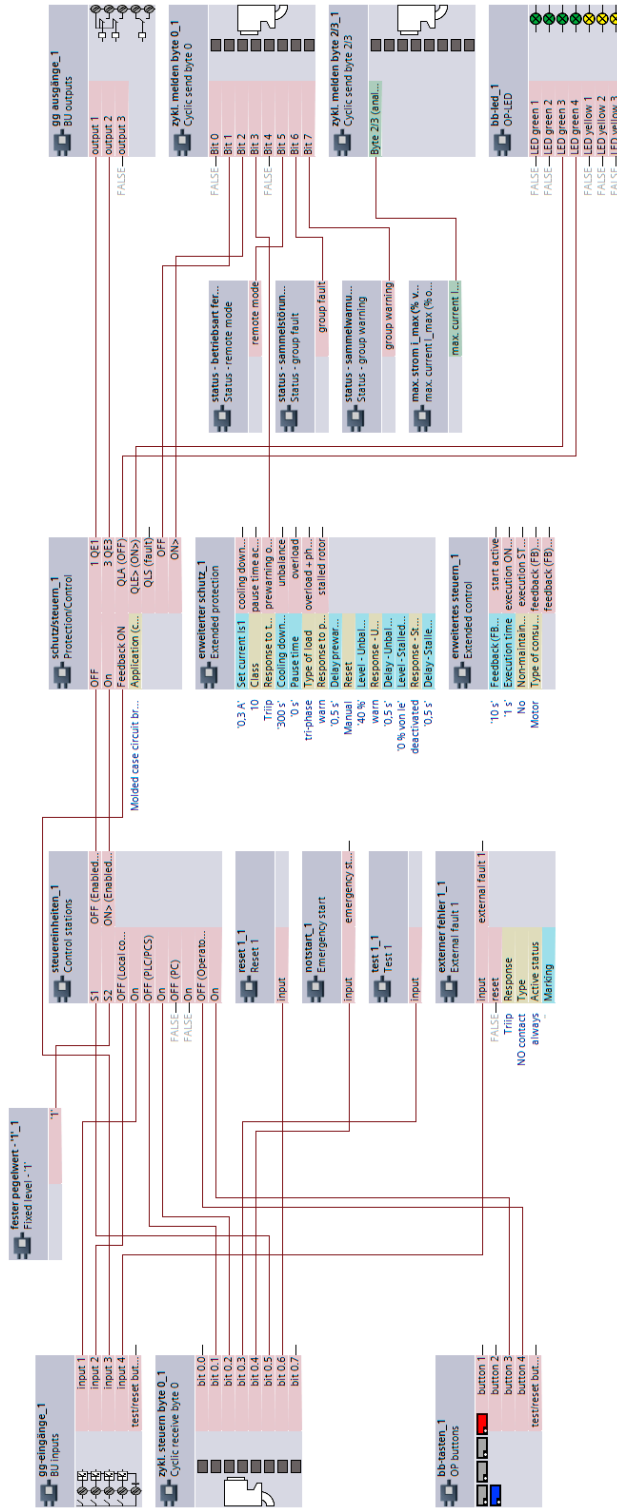 gg-eingänge_1
BU inputs
input 1
input 2
input 3
input 4
test/reset but...
zykl. steuern byte 0_1
Cyclic receive byte 0
bit 0.0
bit 0.1
bit 0.2
bit 0.3
bit 0.4
bit 0.5
bit 0.6
bit 0.7
bb-tasten_1
OP buttons
button 1
button 2
button 3
button 4
test/reset but...
fester pegelwert - '1'_1
Fixed level - '1'
'1'
steuereinheiten_1
Control stations
S1
OFF (Enabled...
S2
ON> (Enabled...
OFF (Local co...
On
OFF (PLC/PCS)
On
FALSE
OFF (PC)
FALSE
On
OFF (Operato...
On
reset 1_1
Reset 1
input
notstart_1
Emergency start
input
emergency st...
test 1_1
Test 1
input
externer fehler 1_1
External fault 1
input
external fault 1
FALSE
reset
Triip
Response
NO contact
Type
always
Active status
Marking
schutz/steuern_1
Protection/Control
OFF
1 QE1
On
3 QE3
Feedback ON
QLA (OFF)
Molded case circuit br...
Application (c...
QLE> (ON>)
QLS (fault)
OFF
ON>
erweiterter schutz_1
Extended protection
'0,3 A'
Set current Is1
cooling down...
10
Class
pause time ac...
Triip
Response to t...
prewarning o...
'300 s'
Cooling down...
unbalance
'0 s'
Pause time
overload
tri-phase
Type of load
overload + ph...
warn
Response to p...
stalled rotor
'0,5 s'
Delay prewar...
Manual
Reset
'40 %'
Level - Unbal...
warn
Response - U...
'0,5 s'
Delay - Unbal...
'0 % von Ie'
Level - Stalled...
deactivated
Response - St...
'0,5 s'
Delay - Stalle...
erweitertes steuern_1
Extended control
'10 s'
Feedback (FB...
start active
'1 s'
Execution time
execution ON...
No
Non-maintain...
execution ST...
Motor
Type of consu...
feedback (FB)...
feedback (FB)...
status - betriebsart fer...
Status - remote mode
remote mode
status - sammelstörun...
Status - group fault
group fault
status - sammelwarnu...
Status - group warning
group warning
max. strom i_max (% v...
max. current I_max (% o...
max. current I...
gg ausgänge_1
BU outputs
output 1
output 2
FALSE
output 3
zykl. melden byte 0_1
Cyclic send byte 0
FALSE
Bit 0
Bit 1
Bit 2
Bit 3
FALSE
Bit 4
Bit 5
Bit 6
Bit 7
zykl. melden byte 2/3_1
Cyclic send byte 2/3
Byte 2/3 (anal...
bb-led_1
OP-LED
FALSE
LED green 1
FALSE
LED green 2
LED green 3
LED green 4
FALSE
LED yellow 1
FALSE
LED yellow 2
FALSE
LED yellow 3